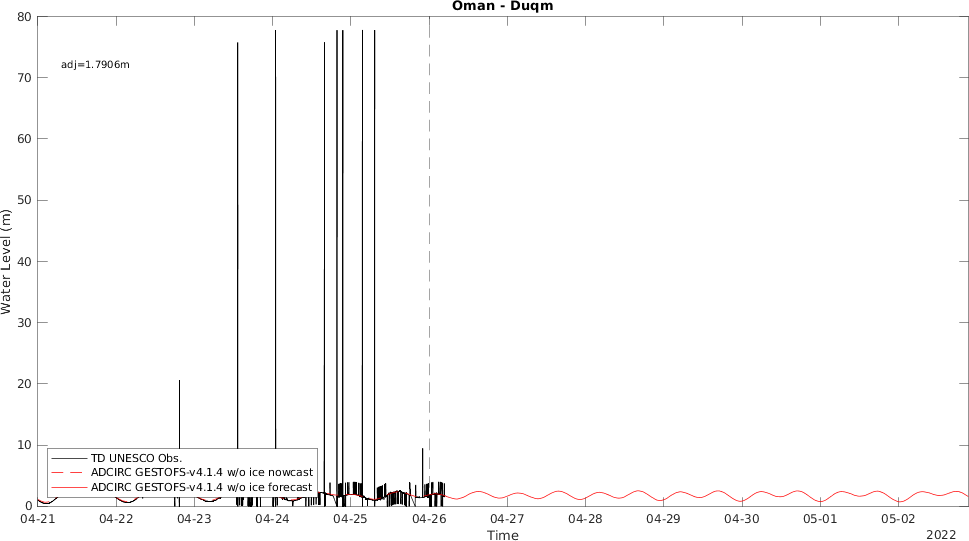 Oman - Duqm
80
adj=1.7906m
70
60
50
40
30
20
10
0
Water Level (m)
TD UNESCO Obs.
ADCIRC GESTOFS-v4.1.4 w/o ice nowcast
ADCIRC GESTOFS-v4.1.4 w/o ice forecast
04-21 04-22 04-23 04-24 04-25 04-26 04-27 04-28 04-29 04-30 05-01 05-02
Time
2022